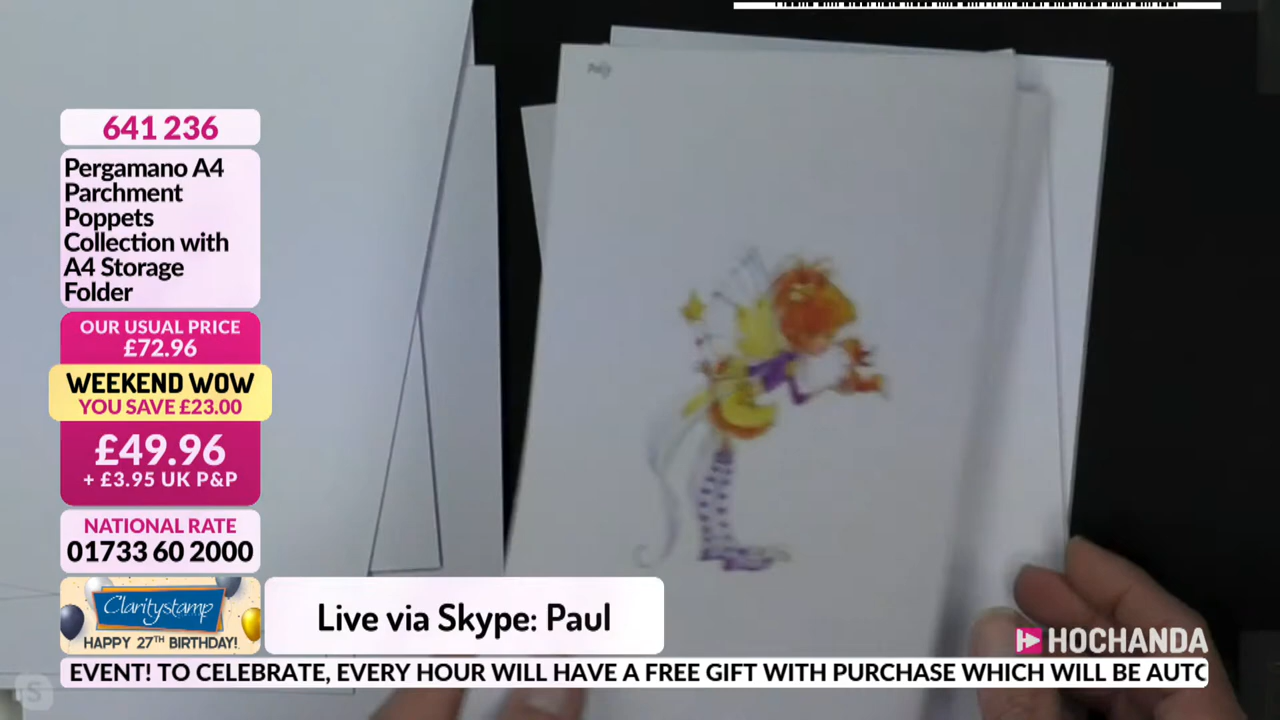 641 236
Pergamano A4
Parchment
Poppets
Collection with
A4 Storage
Folder
OUR USUAL PRICE
£72.96
WEEKEND WOW
YOU SAVE £23.00
£49.96
+ £3.95 UK P&P
NATIONAL RATE
01733 60 2000
Claritystamp
HAPPY 27TH BIRTHDAY!
Live via Skype: Paul
HOCHANDA
EVENT! TO CELEBRATE, EVERY HOUR WILL HAVE A FREE GIFT WITH PURCHASE WHICH WILL BE AUTO